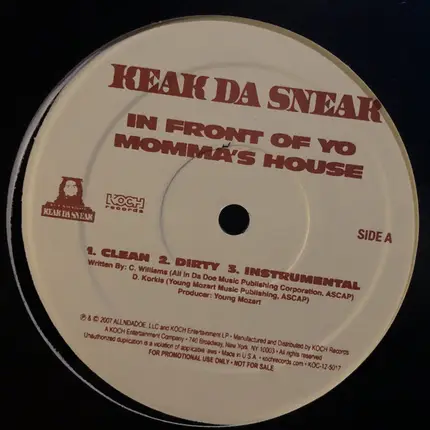 KEAK DA SNEAK
IN FRONT OF YO
MOMMA'S HOUSE
KEAK DA SNEAK
KOCH
records
SIDE A
1. CLEAN 2. DIRTY 3. INSTRUMENTAL
Written By: C. Williams (All In Da Doe Music Publishing Corporation, ASCAP)
D. Korkis (Young Mozart Music Publishing, ASCAP)
Producer: Young Mozart
℗ & © 2007 ALLNDADOE, LLC and KOCH Entertainment LP • Manufactured and Distributed by KOCH Records
A KOCH Entertainment Company • 740 Broadway, New York, NY 10003 • All rights reserved
Unauthorized duplication is a violation of applicable laws • Made in U.S.A. • kochrecords.com • KOC-12-5017
FOR PROMOTIONAL USE ONLY • NOT FOR SALE